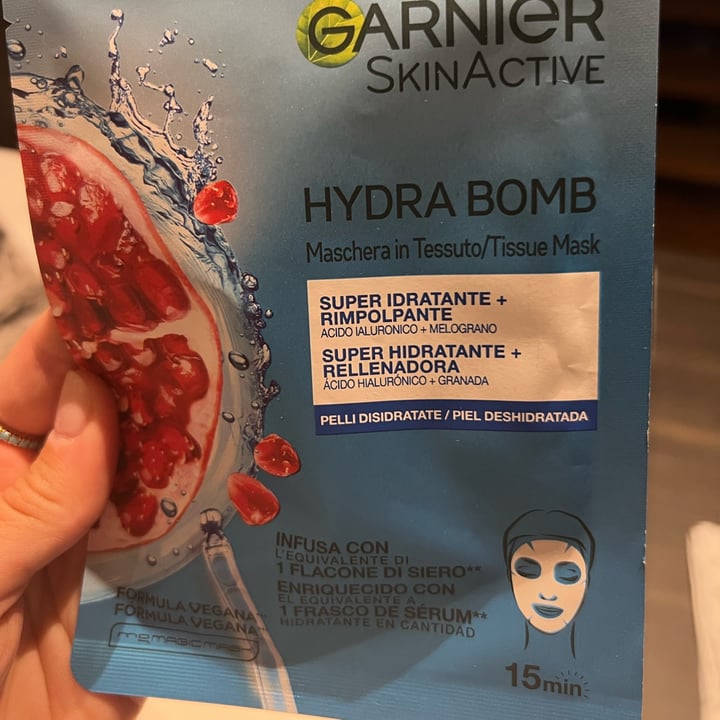 GARNIER
SKINACTIVE
HYDRA BOMB
Maschera in Tessuto/Tissue Mask
SUPER IDRATANTE +
RIMPOLPANTE
ACIDO IALURONICO + MELOGRANO
SUPER HIDRATANTE +
RELLENADORA
ÁCIDO HIALURÓNICO + GRANADA
PELLI DISIDRATATE / PIEL DESHIDRATADA
INFUSA CON
L'EQUIVALENTE DI
1 FLACONE DI SIERO**
ENRIQUECIDO CON
EL EQUIVALENTE A
1 FRASCO DE SÉRUM**
HIDRATANTE EN CANTIDAD
FORMULA VEGANA
FÓRMULA VEGANA
15min